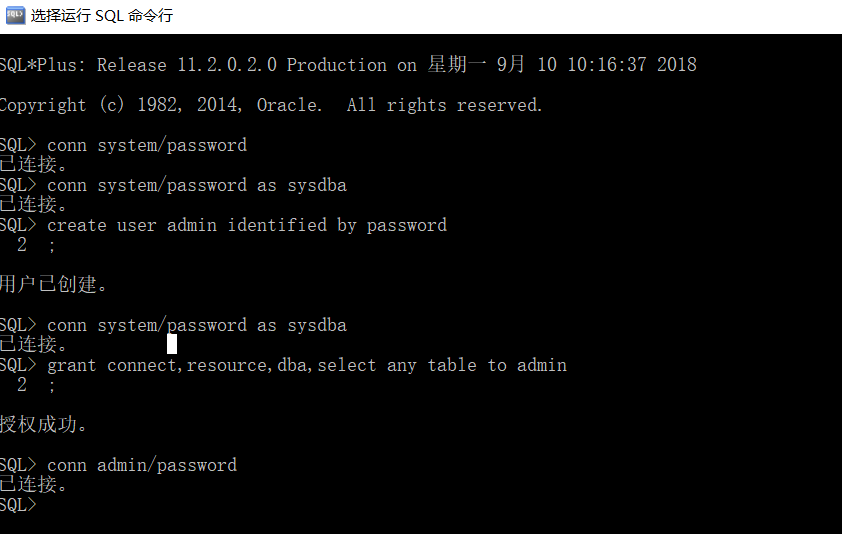 选择运行 SQL 命令行
SQL*Plus: Release 11.2.0.2.0 Production on 星期一 9月 10 10:16:37 2018
Copyright (c) 1982, 2014, Oracle.  All rights reserved.
SQL> conn system/password
已连接。
SQL> conn system/password as sysdba
已连接。
SQL> create user admin identified by password
  2  ;
用户已创建。
SQL> conn system/password as sysdba
已连接。
SQL> grant connect,resource,dba,select any table to admin
  2  ;
授权成功。
SQL> conn admin/password
已连接。
SQL>